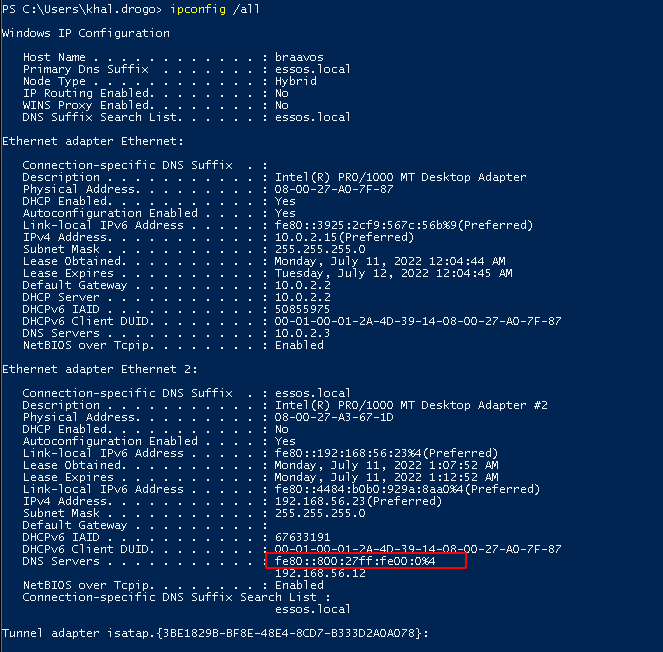 PS C:\Users\khal.drogo> ipconfig /all
Windows IP Configuration
Host Name . . . . . . . . . . . . : braavos
Primary Dns Suffix . . . . . . . : essos.local
Node Type . . . . . . . . . . . . : Hybrid
IP Routing Enabled. . . . . . . . : No
WINS Proxy Enabled. . . . . . . . : No
DNS Suffix Search List. . . . . . : essos.local
Ethernet adapter Ethernet:
Connection-specific DNS Suffix . :
Description . . . . . . . . . . . : Intel(R) PRO/1000 MT Desktop Adapter
Physical Address. . . . . . . . . : 08-00-27-A0-7F-87
DHCP Enabled. . . . . . . . . . . : Yes
Autoconfiguration Enabled . . . . : Yes
Link-local IPv6 Address . . . . . : fe80::3925:2cf9:567c:56b%9(Preferred)
IPv4 Address. . . . . . . . . . . : 10.0.2.15(Preferred)
Subnet Mask . . . . . . . . . . . : 255.255.255.0
Lease Obtained. . . . . . . . . . : Monday, July 11, 2022 12:04:44 AM
Lease Expires . . . . . . . . . . : Tuesday, July 12, 2022 12:04:45 AM
Default Gateway . . . . . . . . . : 10.0.2.2
DHCP Server . . . . . . . . . . . : 10.0.2.2
DHCPv6 IAID . . . . . . . . . . . : 50855975
DHCPv6 Client DUID. . . . . . . . : 00-01-00-01-2A-4D-39-14-08-00-27-A0-7F-87
DNS Servers . . . . . . . . . . . : 10.0.2.3
NetBIOS over Tcpip. . . . . . . . : Enabled
Ethernet adapter Ethernet 2:
Connection-specific DNS Suffix . : essos.local
Description . . . . . . . . . . . : Intel(R) PRO/1000 MT Desktop Adapter #2
Physical Address. . . . . . . . . : 08-00-27-A3-67-1D
DHCP Enabled. . . . . . . . . . . : No
Autoconfiguration Enabled . . . . : Yes
Link-local IPv6 Address . . . . . : fe80::192:168:56:23%4(Preferred)
Lease Obtained. . . . . . . . . . : Monday, July 11, 2022 1:07:52 AM
Lease Expires . . . . . . . . . . : Monday, July 11, 2022 1:12:52 AM
Link-local IPv6 Address . . . . . : fe80::4484:b0b0:929a:8aa0%4(Preferred)
IPv4 Address. . . . . . . . . . . : 192.168.56.23(Preferred)
Subnet Mask . . . . . . . . . . . : 255.255.255.0
Default Gateway . . . . . . . . . :
DHCPv6 IAID . . . . . . . . . . . : 67633191
DHCPv6 Client DUID. . . . . . . . : 00-01-00-01-2A-4D-39-14-08-00-27-A0-7F-87
DNS Servers . . . . . . . . . . . : fe80::800:27ff:fe00:0%4
192.168.56.12
NetBIOS over Tcpip. . . . . . . . : Enabled
Connection-specific DNS Suffix Search List :
essos.local
Tunnel adapter isatap.{3BE1829B-BF8E-48E4-8CD7-B333D2A0A078}: